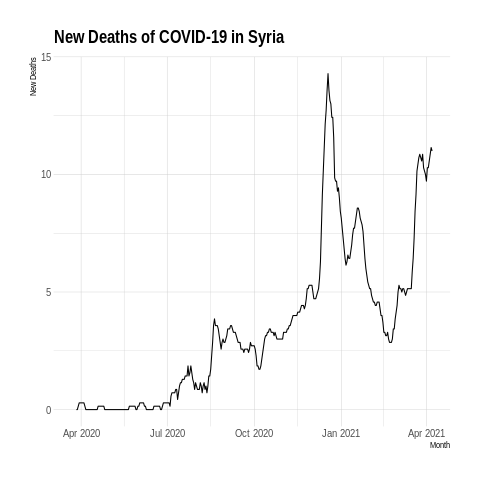 New Deaths of COVID-19 in Syria
New Deaths
15
10
5
0
Apr 2020 Jul 2020 Oct 2020 Jan 2021 Apr 2021
Month